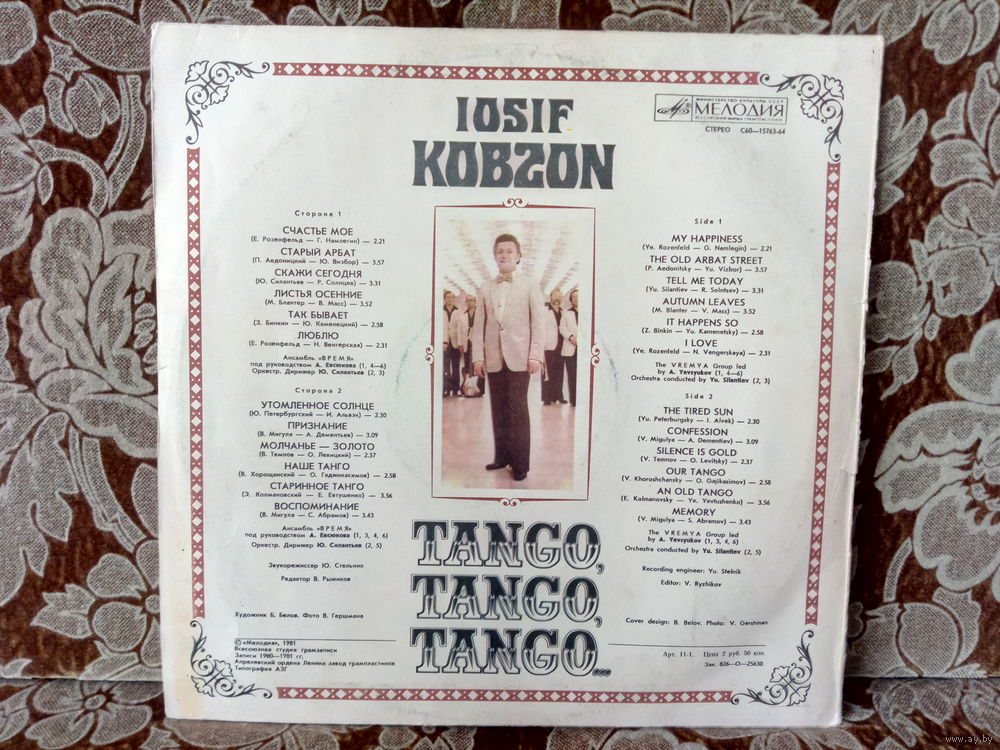 IOSIF
KOBZON
МИНИСТЕРСТВО КУЛЬТУРЫ СССР
МЕЛОДИЯ
ВСЕСОЮЗНАЯ ФИРМА ГРАМПЛАСТИНОК
СТЕРЕО С60—15763-64
Сторона 1
СЧАСТЬЕ МОЕ
(Е. Розенфельд — Г. Намлегин) — 2.21
СТАРЫЙ АРБАТ
(П. Аедоницкий — Ю. Визбор) — 3.57
СКАЖИ СЕГОДНЯ
(Ю. Силантьев — Р. Солнцев) — 3.31
ЛИСТЬЯ ОСЕННИЕ
(М. Блантер — В. Масс) — 3.52
ТАК БЫВАЕТ
(З. Бинкин — Ю. Каменецкий) — 2.58
ЛЮБЛЮ
(Е. Розенфельд — Н. Венгерская) — 2.31
Ансамбль «ВРЕМЯ»
под руководством А. Евсюкова (1, 4—6)
Оркестр. Дирижер Ю. Силантьев (2, 3)
Сторона 2
УТОМЛЕННОЕ СОЛНЦЕ
(Ю. Петербургский — И. Альвэк) — 2.30
ПРИЗНАНИЕ
(В. Мигуля — А. Дементьев) — 3.09
МОЛЧАНЬЕ — ЗОЛОТО
(В. Темнов — О. Левицкий) — 2.37
НАШЕ ТАНГО
(В. Хорощанский — О. Гаджикасимов) — 2.58
СТАРИННОЕ ТАНГО
(Э. Колмановский — Е. Евтушенко) — 3.56
ВОСПОМИНАНИЕ
(В. Мигуля — С. Абрамов) — 3.43
Ансамбль «ВРЕМЯ»
под руководством А. Евсюкова (1, 3, 4, 6)
Оркестр. Дирижер Ю. Силантьев (2, 5)
Звукорежиссер Ю. Стельник
Редактор В. Рыжиков
Художник Б. Белов. Фото В. Гершмана
© «Мелодия», 1981
Всесоюзная студия грамзаписи
Записи 1980—1981 гг.
Апрелевский ордена Ленина завод грампластинок
Типография АЗГ
Side 1
MY HAPPINESS
(Ye. Rozenfeld — G. Namlegin) — 2.21
THE OLD ARBAT STREET
(P. Aedonitsky — Yu. Vizbor) — 3.57
TELL ME TODAY
(Yu. Silantiev — R. Solntsev) — 3.31
AUTUMN LEAVES
(M. Blanter — V. Mass) — 3.52
IT HAPPENS SO
(Z. Binkin — Yu. Kamenetsky) — 2.58
I LOVE
(Ye. Rozenfeld — N. Vengerskaya) — 2.31
The VREMYA Group led
by A. Yevsyukov (1, 4—6)
Orchestra conducted by Yu. Silantiev (2, 3)
Side 2
THE TIRED SUN
(Yu. Peterburgsky — I. Alvek) — 2.30
CONFESSION
(V. Migulya — A. Dementiev) — 3.09
SILENCE IS GOLD
(V. Temnov — O. Levitsky) — 2.37
OUR TANGO
(V. Khoroshchansky — O. Gajikasimov) — 2.58
AN OLD TANGO
(E. Kolmanovsky — Ye. Yevtushenko) — 3.56
MEMORY
(V. Migulya — S. Abramov) — 3.43
The VREMYA Group led
by A. Yevsyukov (1, 3, 4, 6)
Orchestra conducted by Yu. Silantiev (2, 5)
Recording engineer: Yu. Stelnik
Editor: V. Ryzhikov
Cover design: B. Belov. Photo: V. Gershman
TANGO,
TANGO,
TANGO...
Арт. 11-1. Цена 2 руб. 50 коп.
Зак. 826—О—25630
www.ay.by